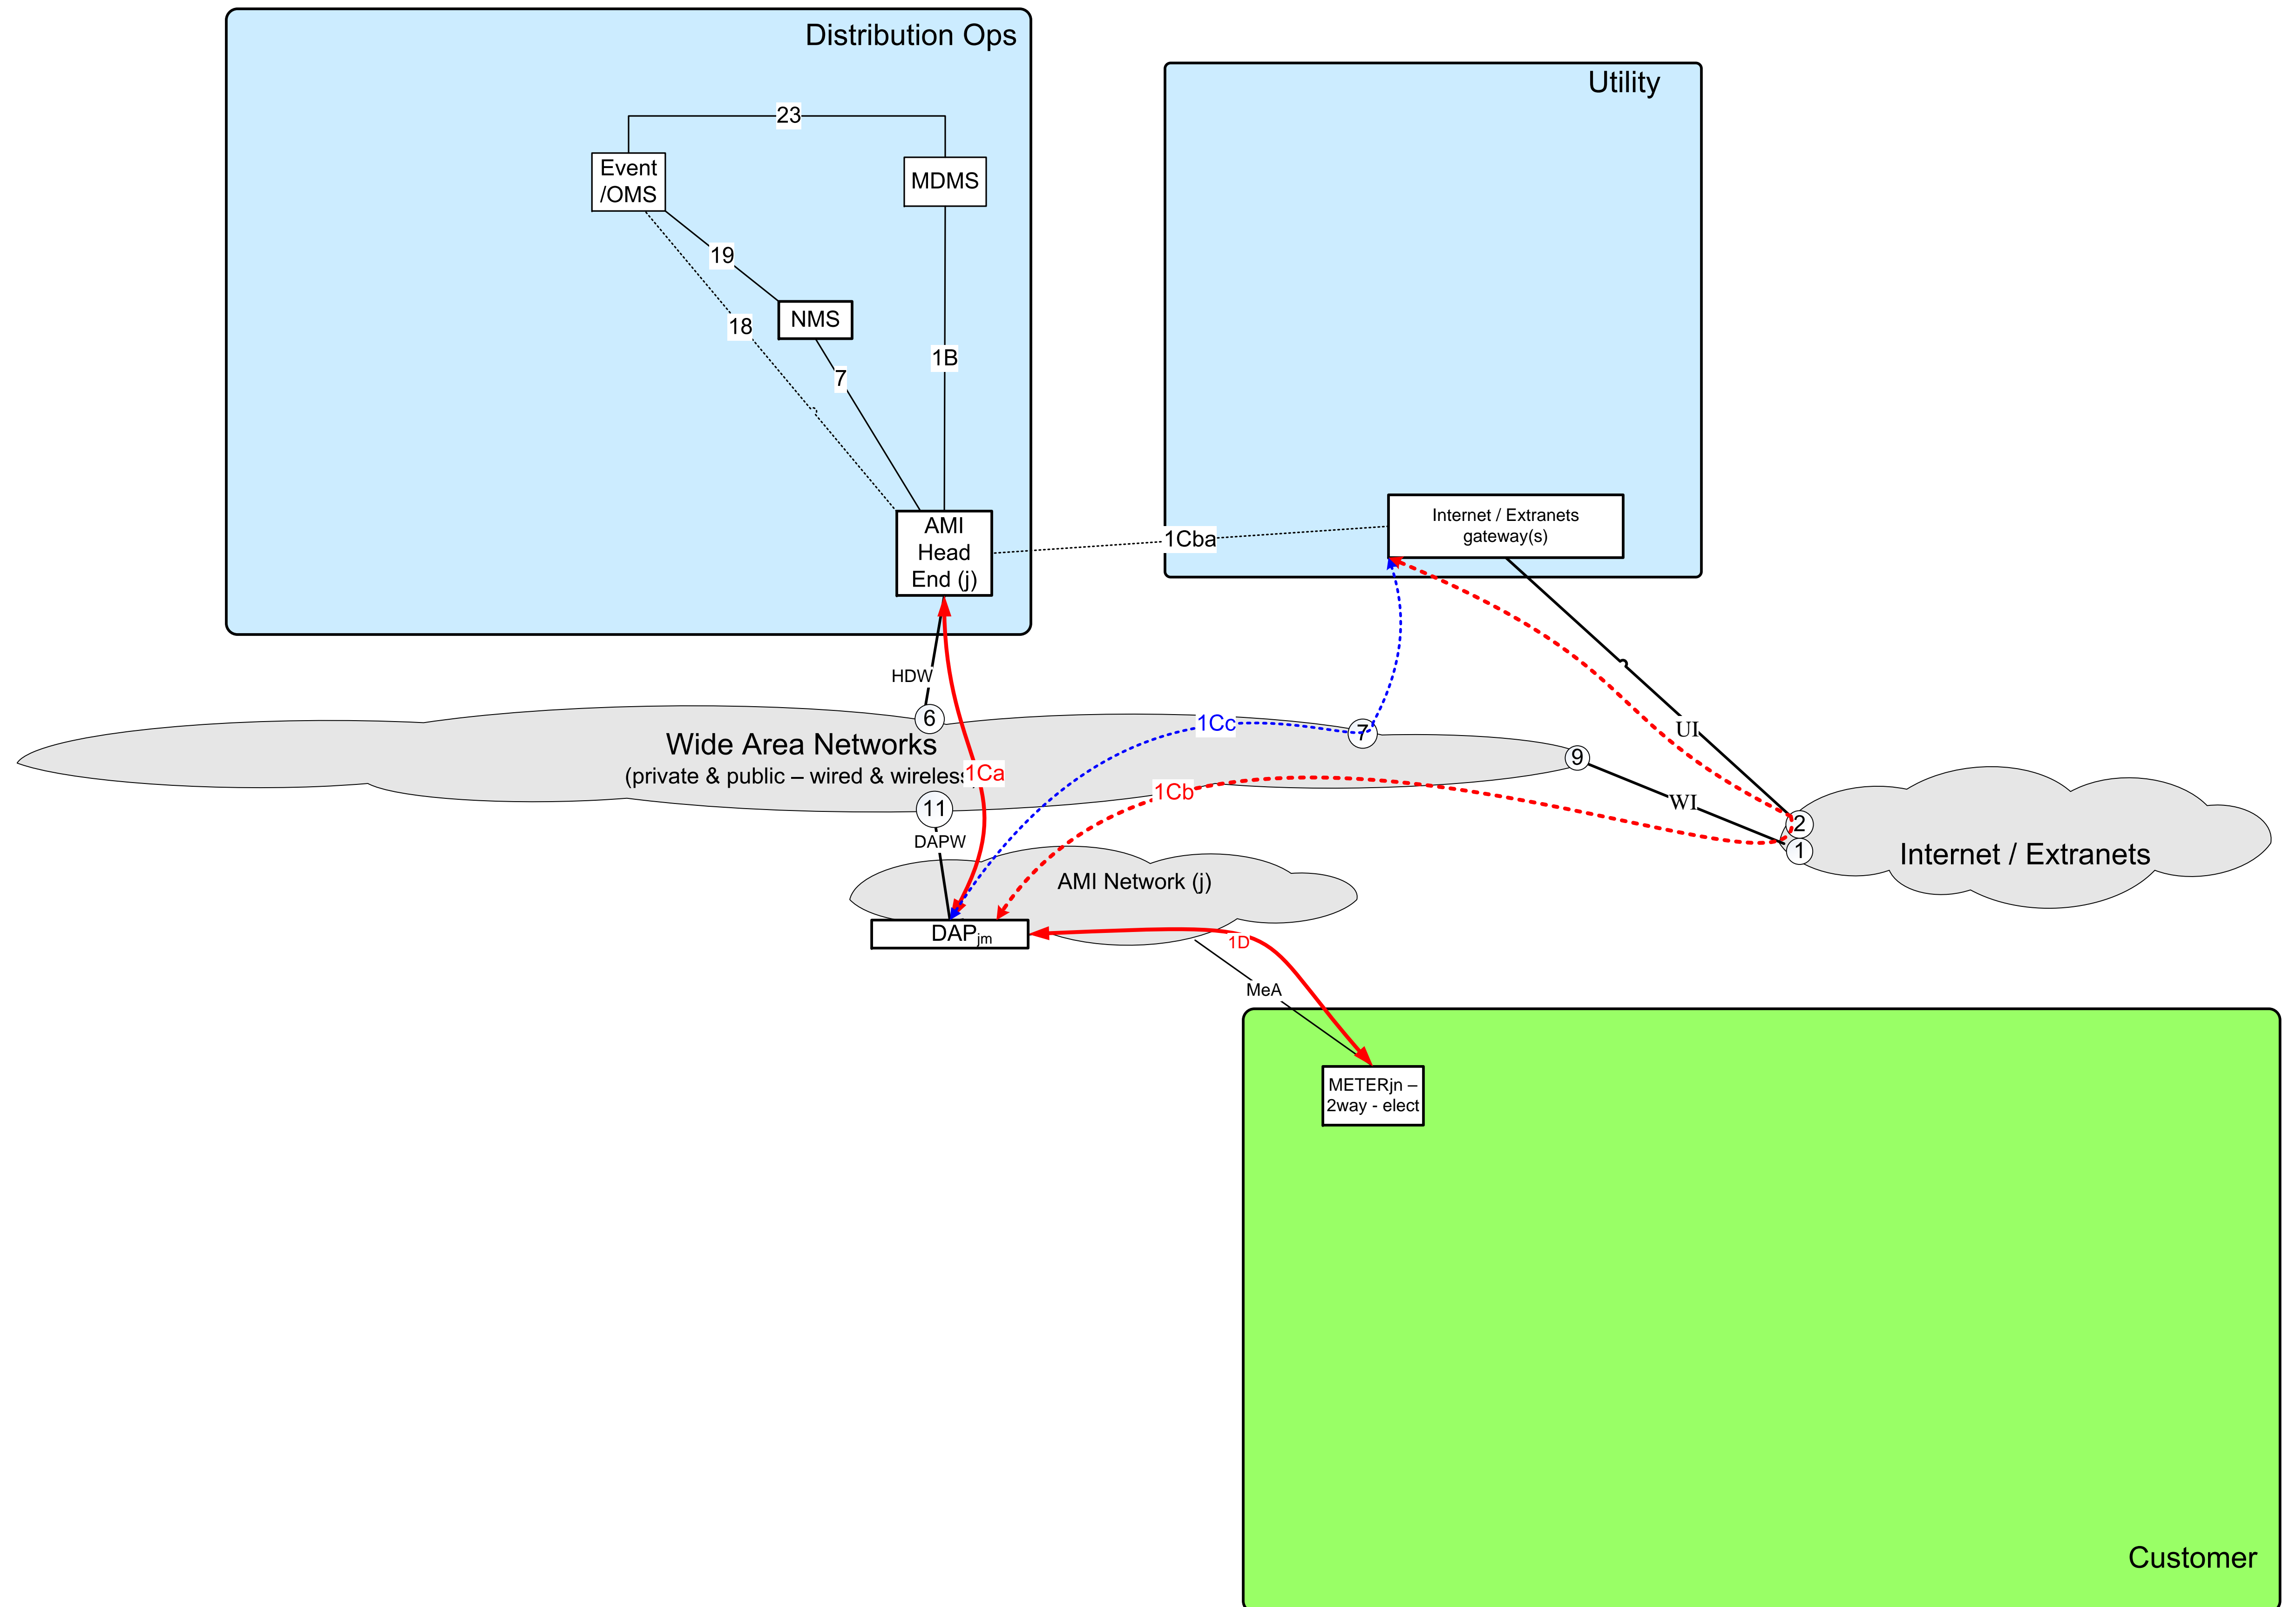 Distribution Ops
Utility
23
Event
/OMS
MDMS
19
NMS
18
7
1B
AMI
Head
End (j)
1Cba
Internet / Extranets
gateway(s)
HDW
6
7
1Cc
UI
Wide Area Networks
(private & public – wired & wireless)
1Ca
9
1Cb
WI
11
DAPW
2
1
Internet / Extranets
AMI Network (j)
DAPjm
1D
MeA
METERjn –
2way - elect
Customer